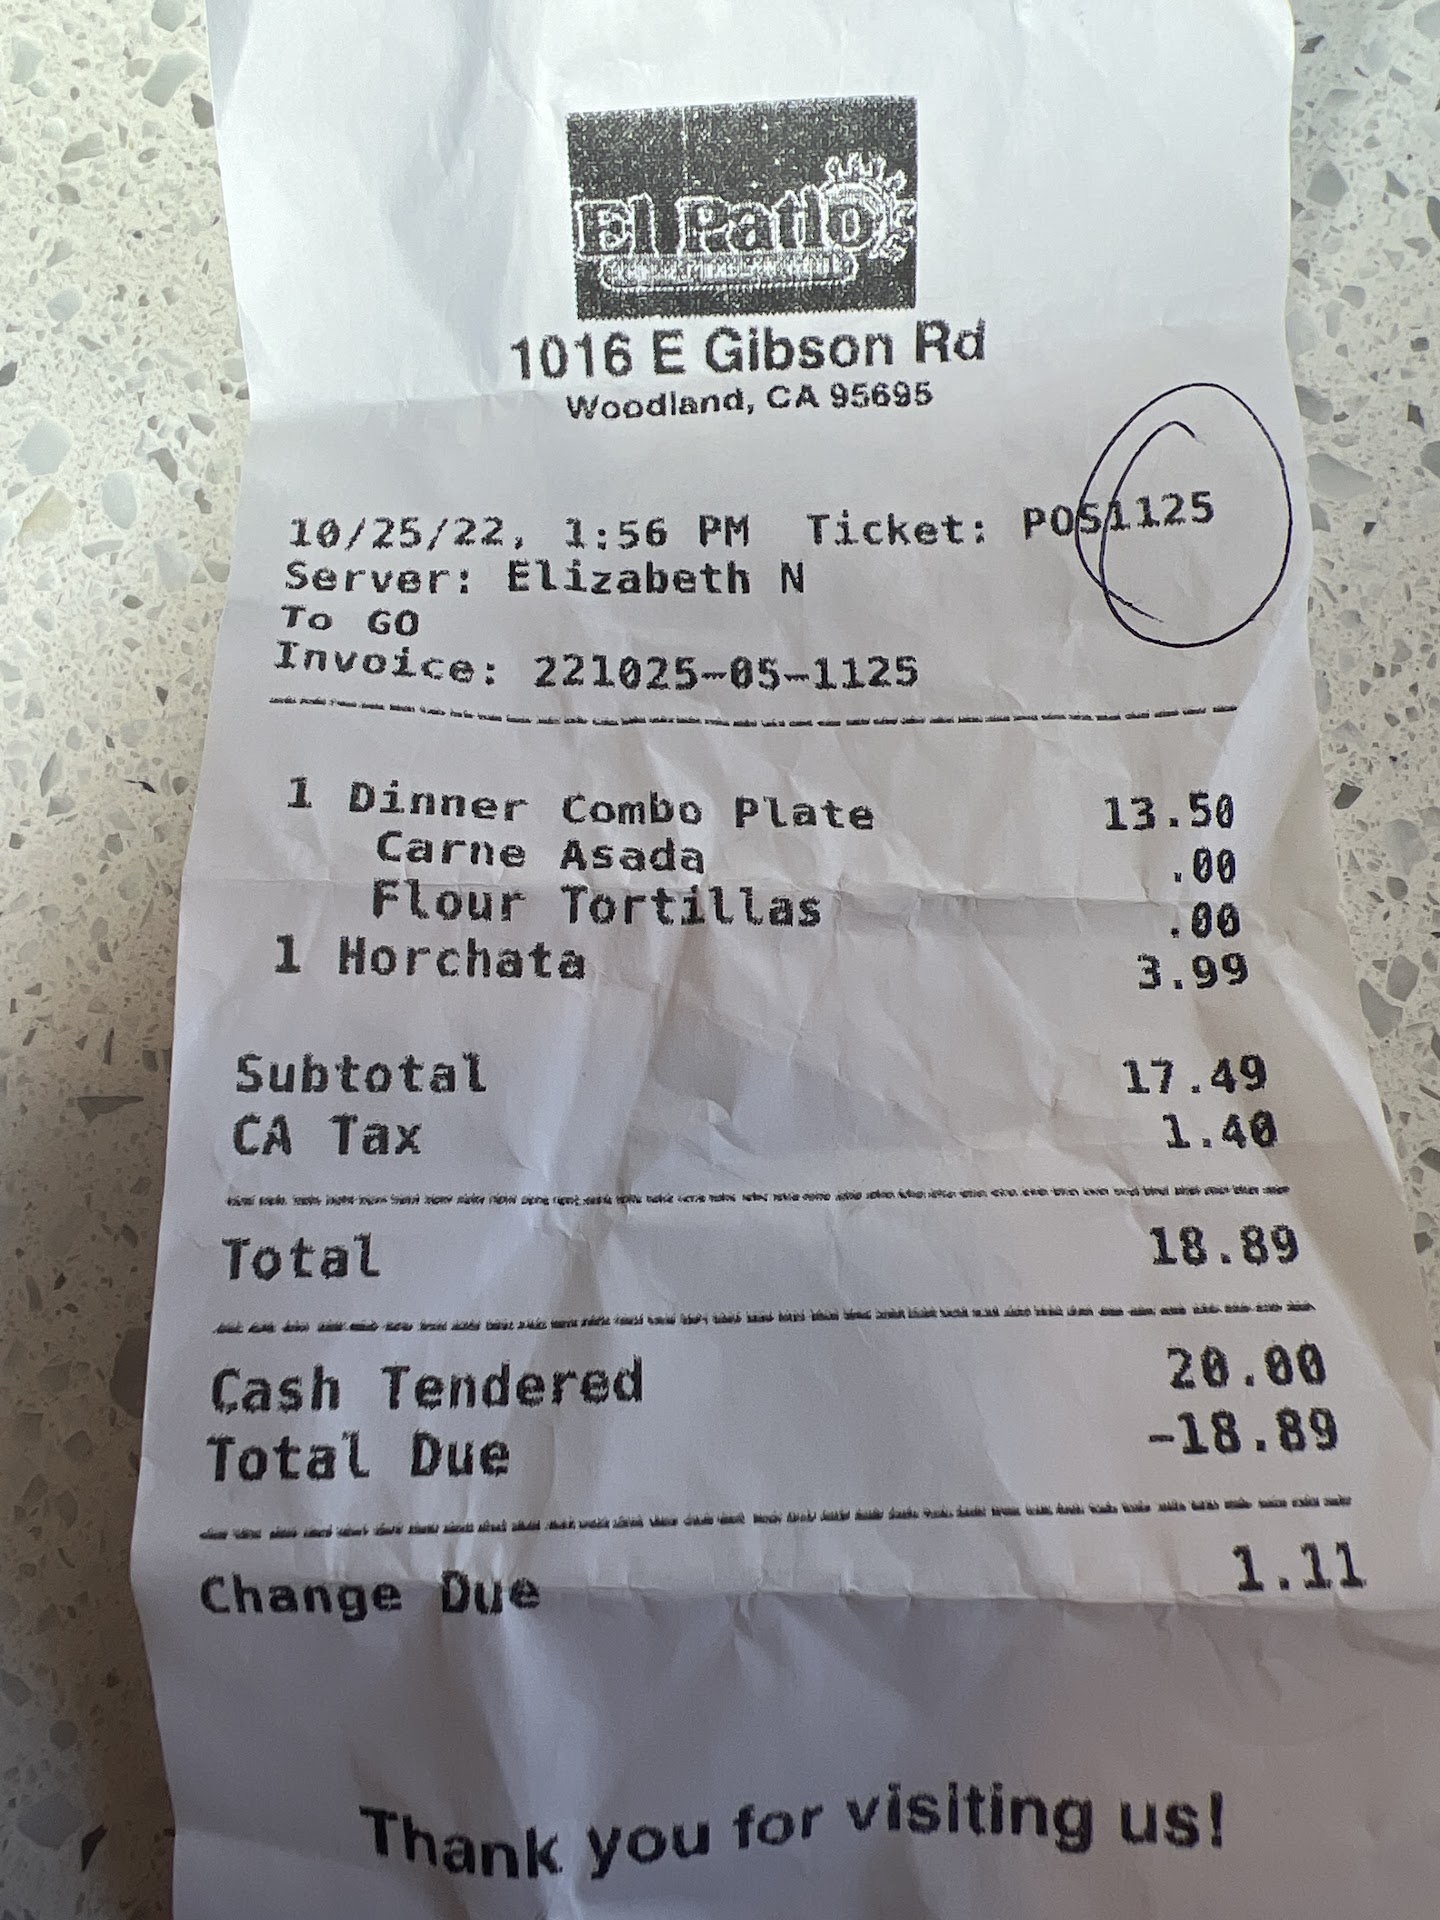 El Patio
1016 E Gibson Rd
Woodland, CA 95695
10/25/22, 1:56 PM Ticket: POS1125
Server: Elizabeth N
To GO
Invoice: 221025-05-1125
1 Dinner Combo Plate 13.50
Carne Asada .00
Flour Tortillas .00
1 Horchata 3.99
Subtotal 17.49
CA Tax 1.40
Total 18.89
Cash Tendered 20.00
Total Due -18.89
Change Due 1.11
Thank you for visiting us!